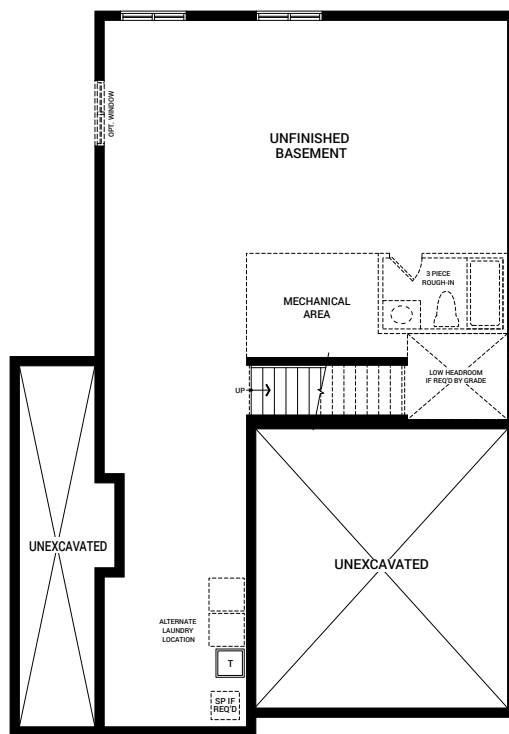 OPT. WINDOW
UNFINISHED
BASEMENT
3 PIECE
ROUGH-IN
MECHANICAL
AREA
LOW HEADROOM
IF REQ'D BY GRADE
UP
UNEXCAVATED
UNEXCAVATED
ALTERNATE
LAUNDRY
LOCATION
T
SP IF
REQ'D